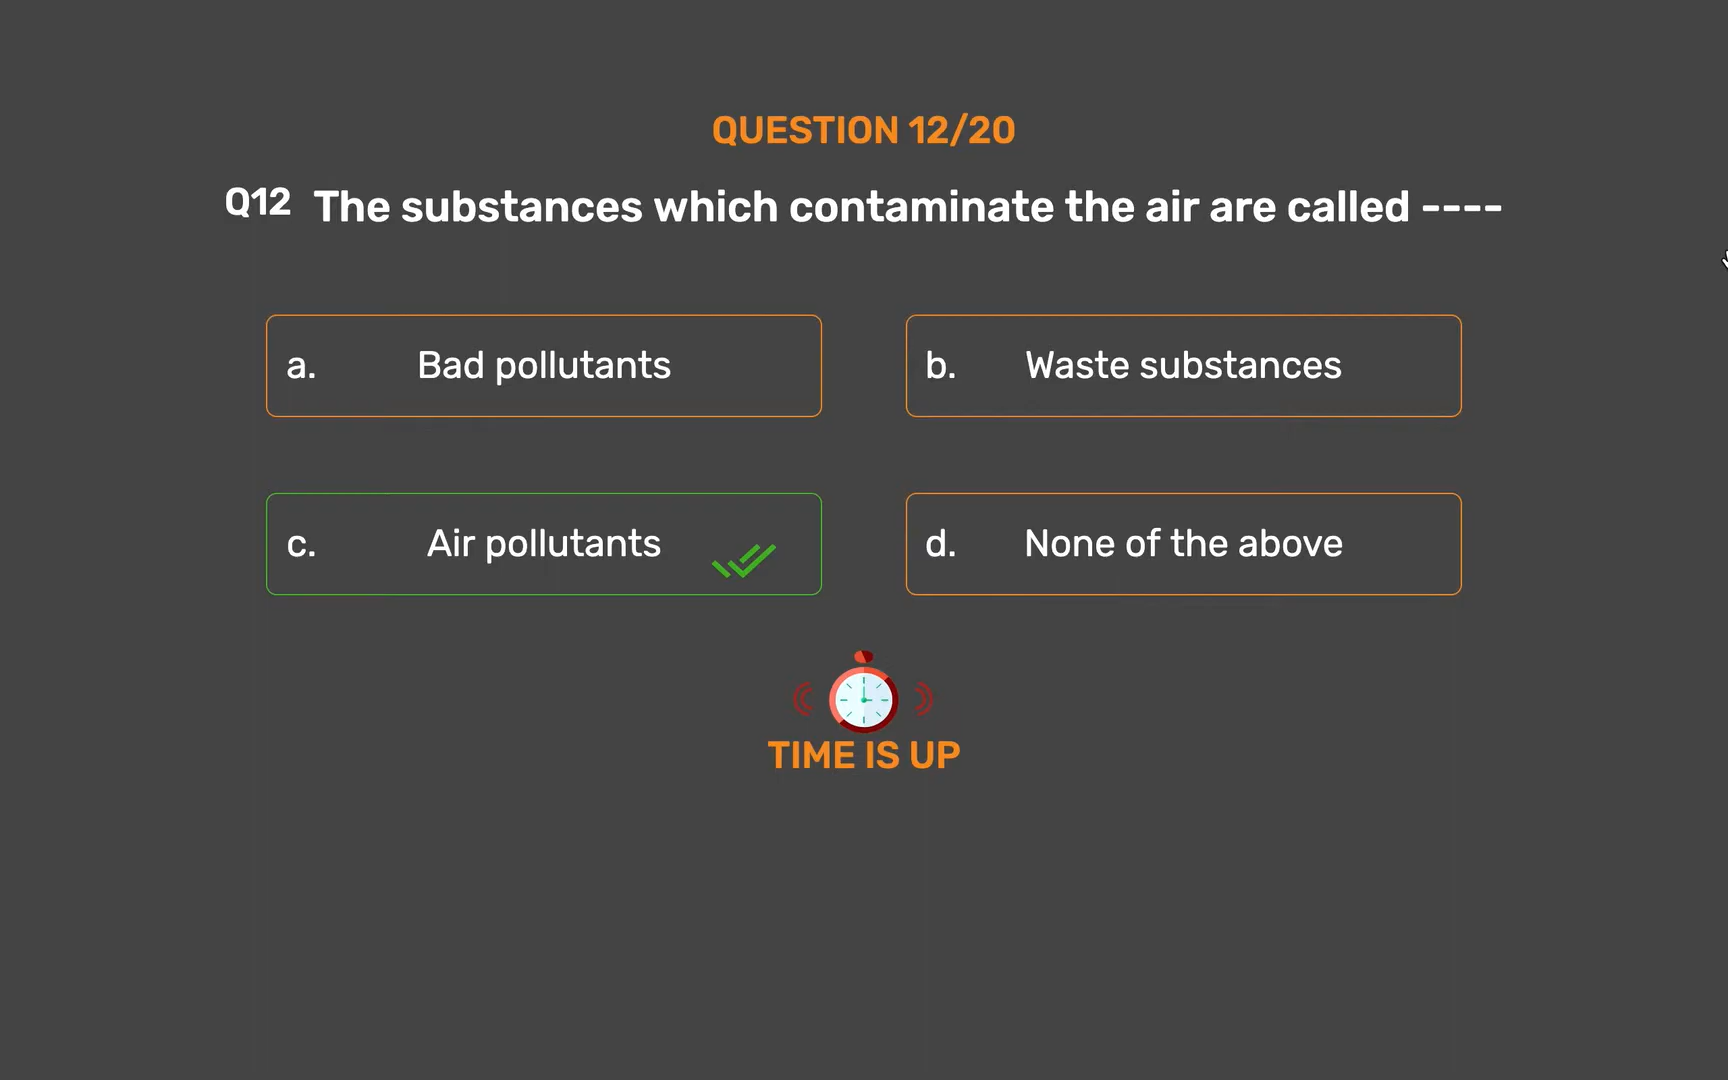 QUESTION 12/20
Q12 The substances which contaminate the air are called ----
a. Bad pollutants
b. Waste substances
c. Air pollutants
d. None of the above
TIME IS UP